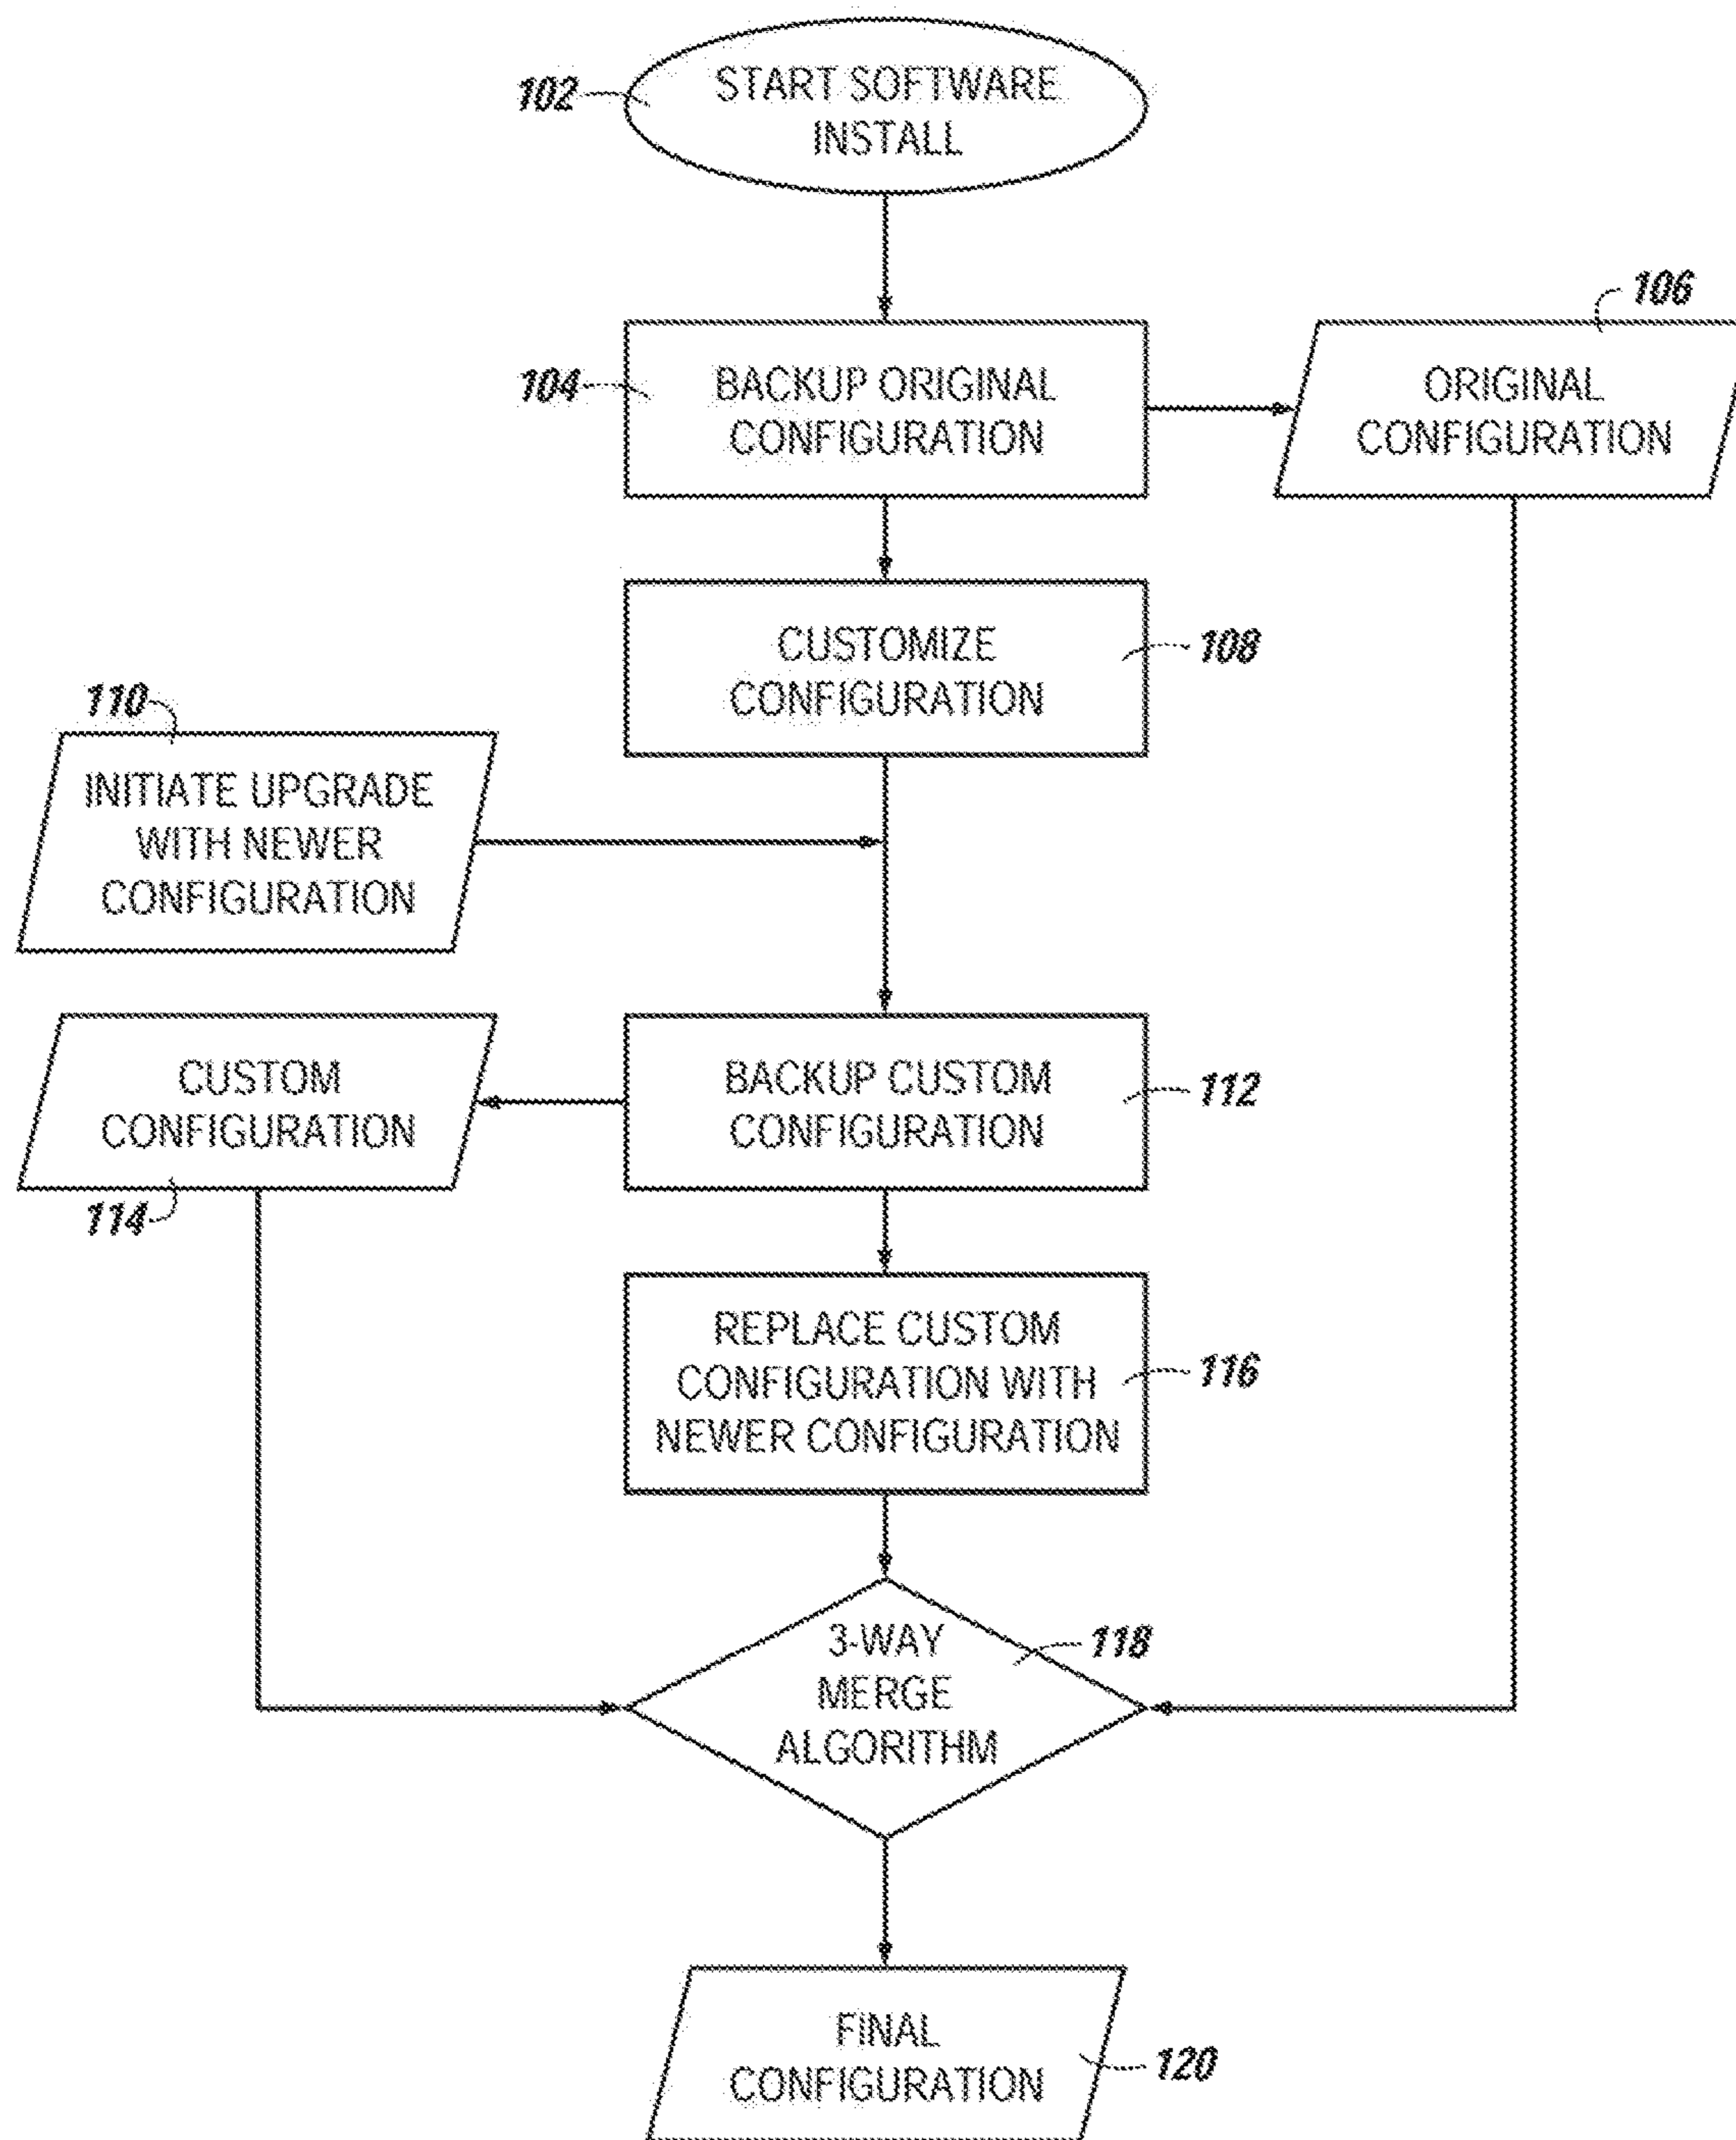 102
START SOFTWARE
INSTALL
106
104
BACKUP ORIGINAL
CONFIGURATION
ORIGINAL
CONFIGURATION
CUSTOMIZE
CONFIGURATION
108
110
INITIATE UPGRADE
WITH NEWER
CONFIGURATION
CUSTOM
CONFIGURATION
114
BACKUP CUSTOM
CONFIGURATION
112
REPLACE CUSTOM
CONFIGURATION WITH
NEWER CONFIGURATION
116
3-WAY
MERGE
ALGORITHM
118
FINAL
CONFIGURATION
120